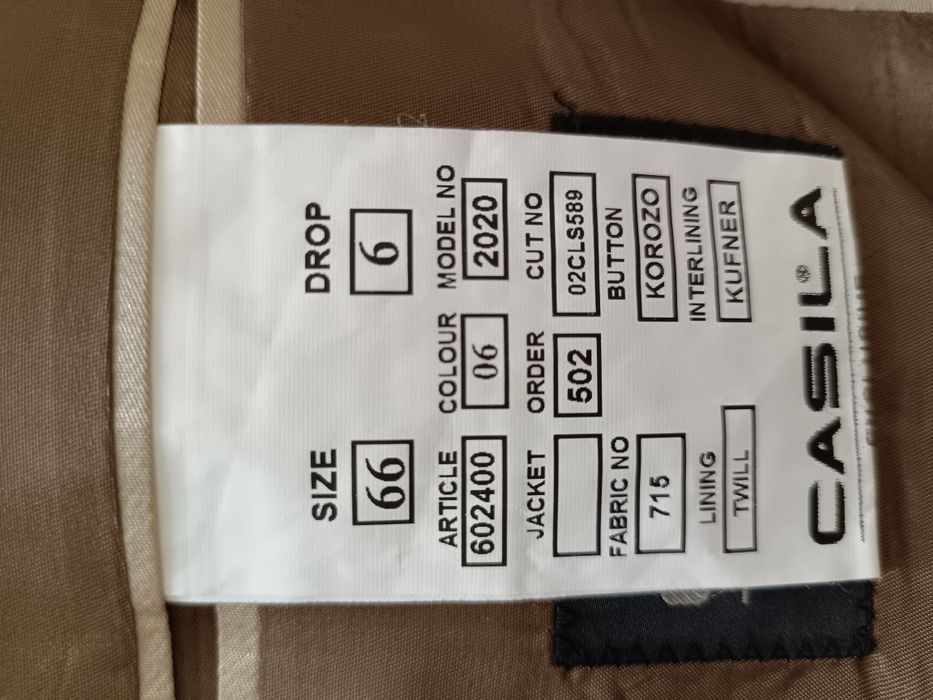 SIZE DROP
66 6
ARTICLE COLOUR MODEL NO
602400 06 2020
JACKET ORDER CUT NO
502 02CLS589
FABRIC NO BUTTON
715 KOROZO
LINING INTERLINING
TWILL KUFNER
CASILA®